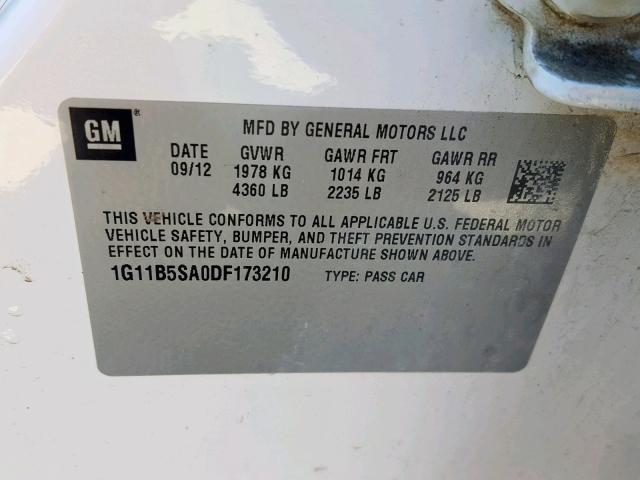 GM ®
MFD BY GENERAL MOTORS LLC
DATE GVWR GAWR FRT GAWR RR
09/12 1978 KG 1014 KG 964 KG
4360 LB 2235 LB 2125 LB
THIS VEHICLE CONFORMS TO ALL APPLICABLE U.S. FEDERAL MOTOR
VEHICLE SAFETY, BUMPER, AND THEFT PREVENTION STANDARDS IN
EFFECT ON THE DATE OF MANUFACTURE SHOWN ABOVE.
1G11B5SA0DF173210 TYPE: PASS CAR